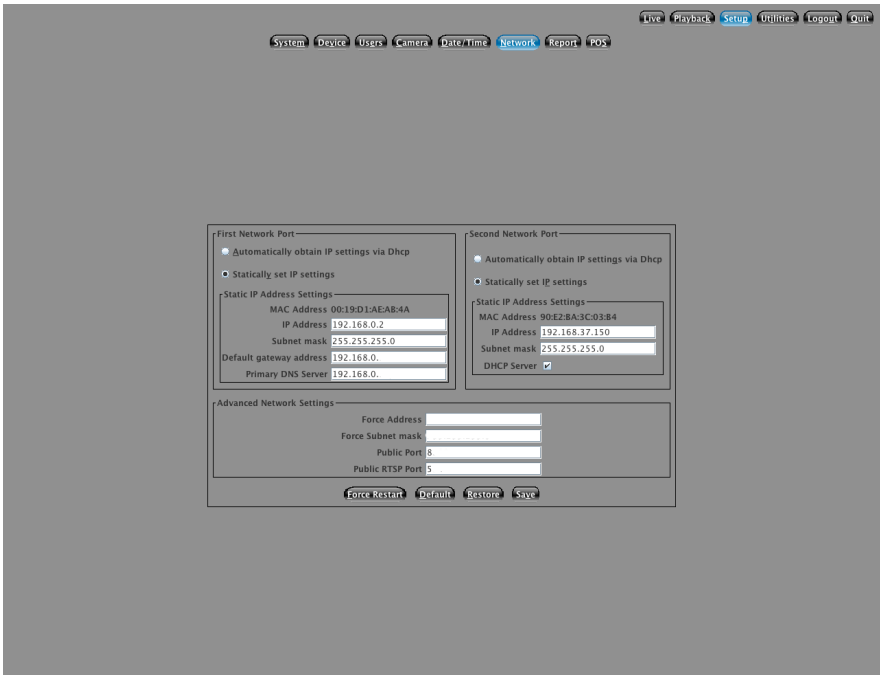 Live Playback Setup Utilities Logout Quit
System Device Users Camera Date/Time Network Report POS
First Network Port
Automatically obtain IP settings via Dhcp
Statically set IP settings
Static IP Address Settings
MAC Address 00:19:D1:AE:AB:4A
IP Address 192.168.0.2
Subnet mask 255.255.255.0
Default gateway address 192.168.0.
Primary DNS Server 192.168.0.
Second Network Port
Automatically obtain IP settings via Dhcp
Statically set IP settings
Static IP Address Settings
MAC Address 90:E2:BA:3C:03:B4
IP Address 192.168.37.150
Subnet mask 255.255.255.0
DHCP Server
Advanced Network Settings
Force Address
Force Subnet mask
Public Port 8
Public RTSP Port 5
Force Restart Default Restore Save